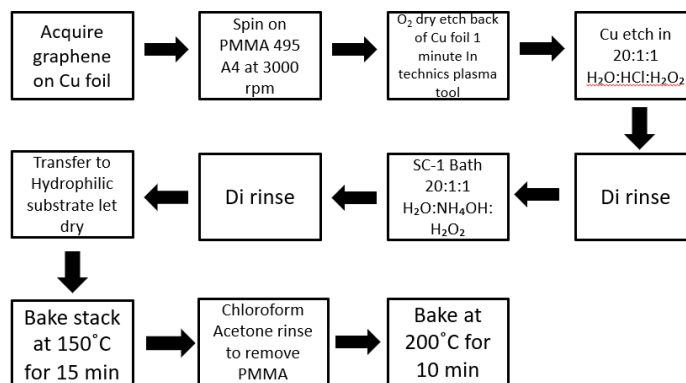 Acquire
graphene
on Cu foil
Spin on
PMMA 495
A4 at 3000
rpm
O₂ dry etch back
of Cu foil 1
minute In
technics plasma
tool
Cu etch in
20:1:1
H₂O:HCl:H₂O₂
Di rinse
SC-1 Bath
20:1:1
H₂O:NH₄OH:
H₂O₂
Di rinse
Transfer to
Hydrophilic
substrate let
dry
Bake stack
at 150˚C
for 15 min
Chloroform
Acetone rinse
to remove
PMMA
Bake at
200˚C for
10 min